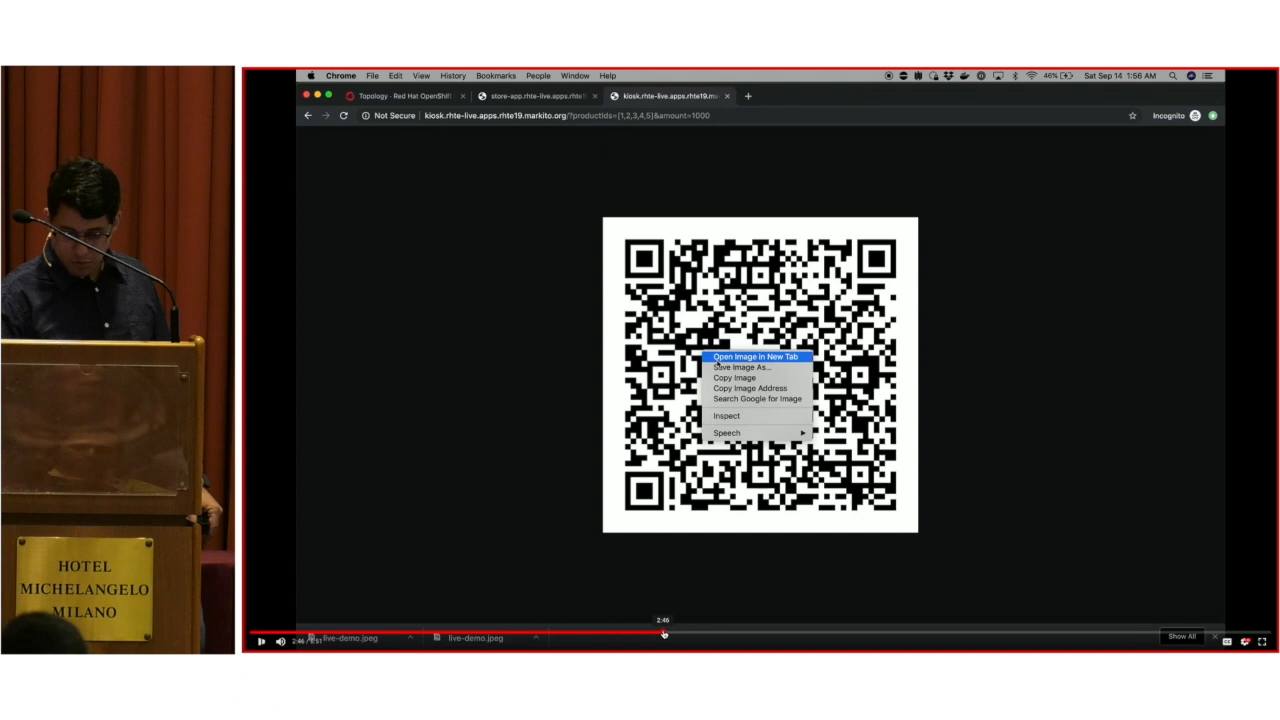 Chrome File Edit View History Bookmarks People Window Help
46% Sat Sep 14 1:56 AM
Topology · Red Hat OpenShift
store-app.rhte-live.apps.rhte1
kiosk.rhte-live.apps.rhte19.ma
Not Secure | kiosk.rhte-live.apps.rhte19.markito.org/?productIds=[1,2,3,4,5]&amount=1000
Incognito
Open Image in New Tab
Save Image As...
Copy Image
Copy Image Address
Search Google for Image
Inspect
Speech
HOTEL
MICHELANGELO
MILANO
2:46
live-demo.jpeg
live-demo.jpeg
Show All
2:46